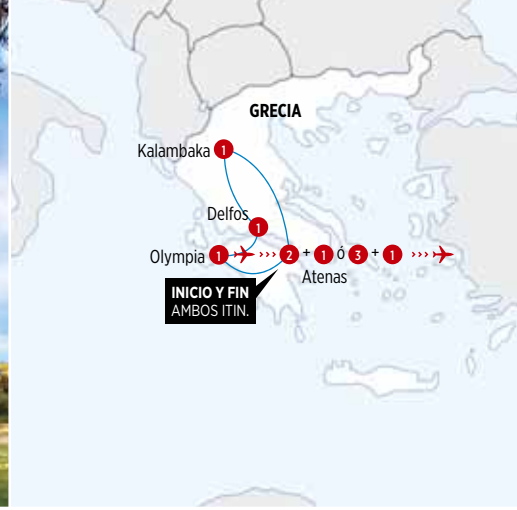 GRECIA
Kalambaka 1
Delfos
1
Olympia 1 2 + 1 ó 3 + 1
Atenas
INICIO Y FIN
AMBOS ITIN.